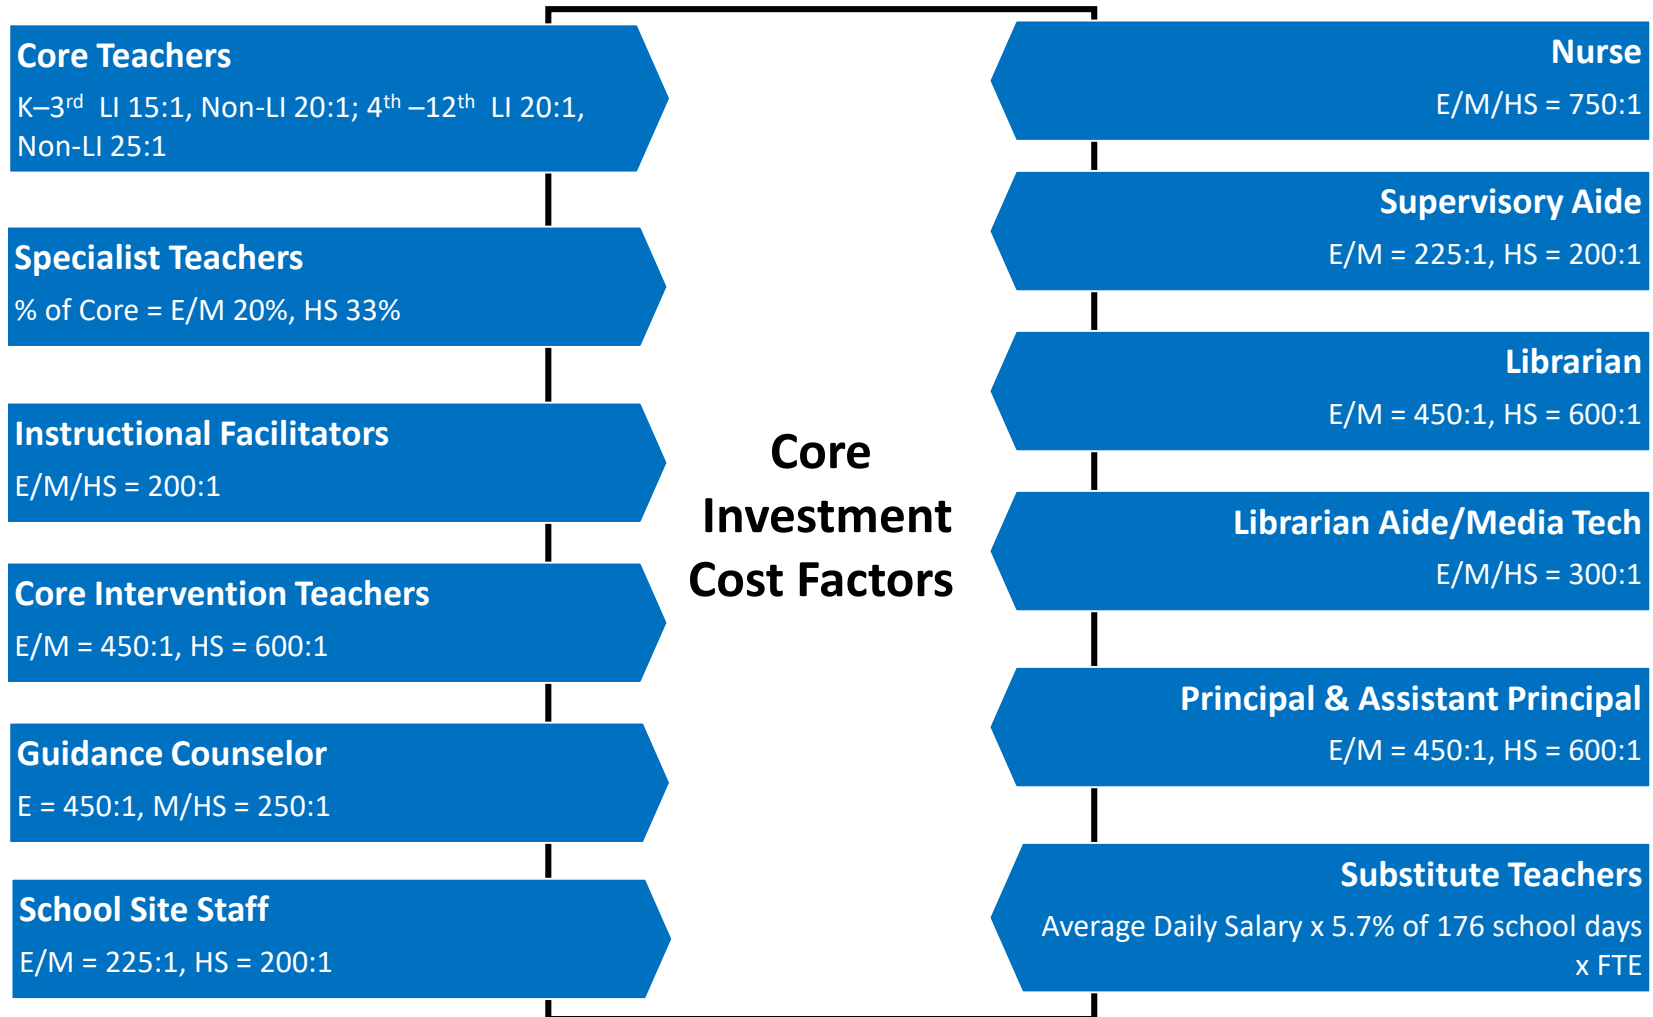 Core Teachers
K–3rd LI 15:1, Non-LI 20:1; 4th –12th LI 20:1,
Non-LI 25:1
Specialist Teachers
% of Core = E/M 20%, HS 33%
Instructional Facilitators
E/M/HS = 200:1
Core Intervention Teachers
E/M = 450:1, HS = 600:1
Guidance Counselor
E = 450:1, M/HS = 250:1
School Site Staff
E/M = 225:1, HS = 200:1
Core
Investment
Cost Factors
Nurse
E/M/HS = 750:1
Supervisory Aide
E/M = 225:1, HS = 200:1
Librarian
E/M = 450:1, HS = 600:1
Librarian Aide/Media Tech
E/M/HS = 300:1
Principal & Assistant Principal
E/M = 450:1, HS = 600:1
Substitute Teachers
Average Daily Salary x 5.7% of 176 school days
x FTE